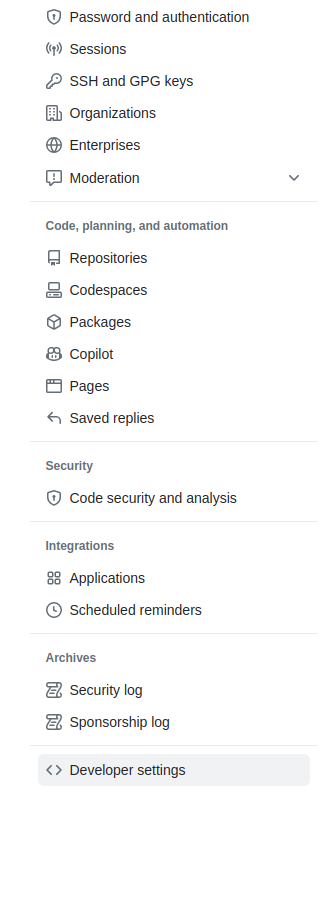 Password and authentication
Sessions
SSH and GPG keys
Organizations
Enterprises
Moderation
Code, planning, and automation
Repositories
Codespaces
Packages
Copilot
Pages
Saved replies
Security
Code security and analysis
Integrations
Applications
Scheduled reminders
Archives
Security log
Sponsorship log
Developer settings